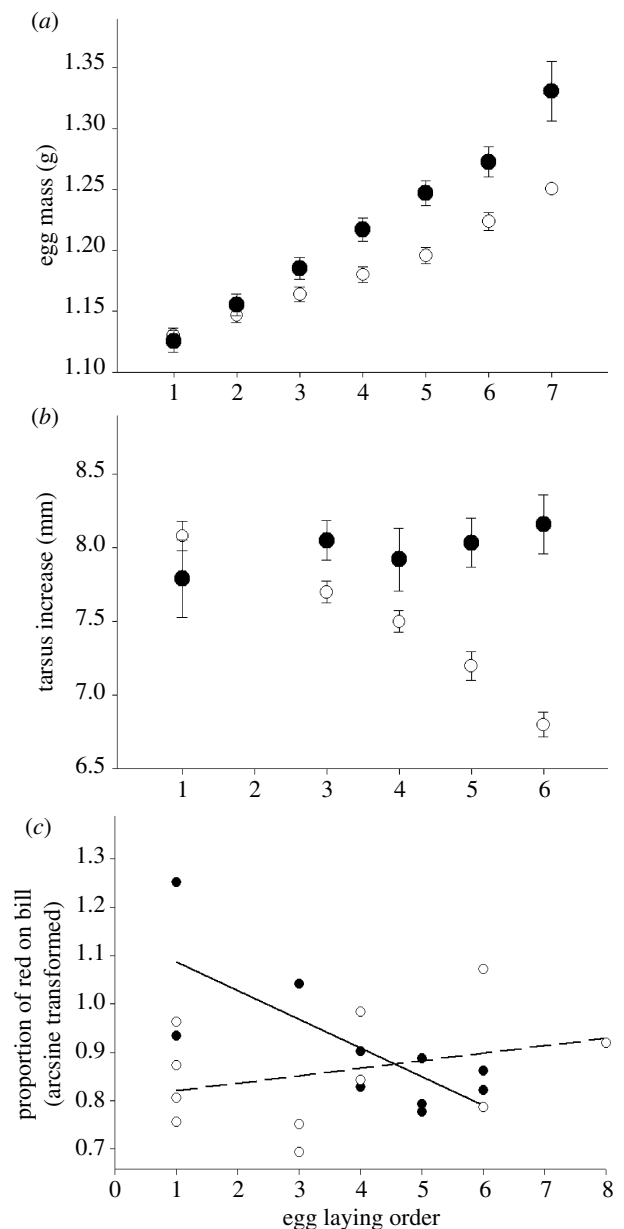 (a)
1.35
1.30
1.25
1.20
1.15
1.10
egg mass (g)
1 2 3 4 5 6 7
(b)
8.5
8.0
7.5
7.0
6.5
tarsus increase (mm)
1 2 3 4 5 6
(c)
1.3
1.2
1.1
1.0
0.9
0.8
0.7
proportion of red on bill
(arcsine transformed)
0 1 2 3 4 5 6 7 8
egg laying order